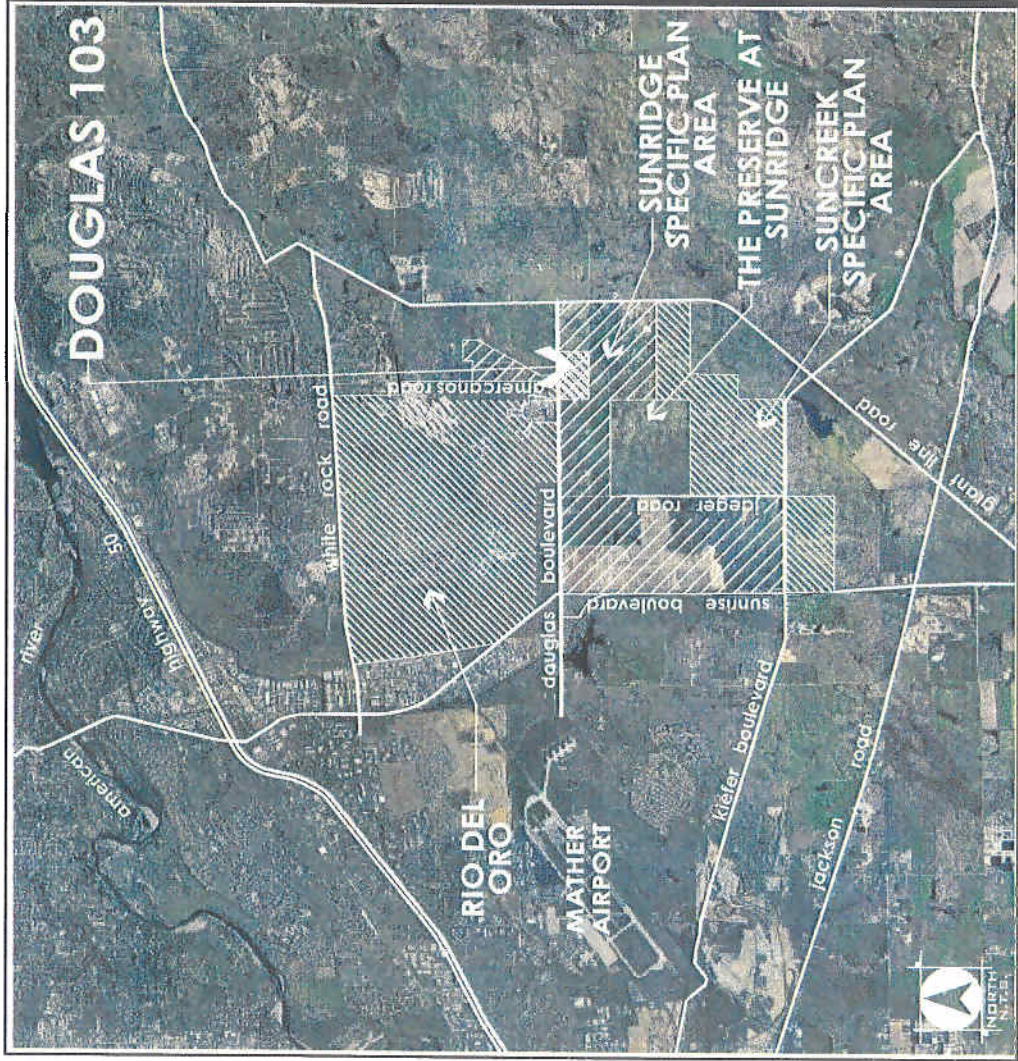 DOUGLAS 103
river
american
highway
50
white rock road
amercanos road
RIO DEL
ORO
douglas boulevard
MATHER
AIRPORT
SUNRIDGE
SPECIFIC PLAN
AREA
THE PRESERVE AT
SUNRIDGE
SUNCREEK
SPECIFIC PLAN
AREA
jaeger road
sunrise boulevard
kiefer boulevard
jackson road
grant line road
NORTH
N.T.S.